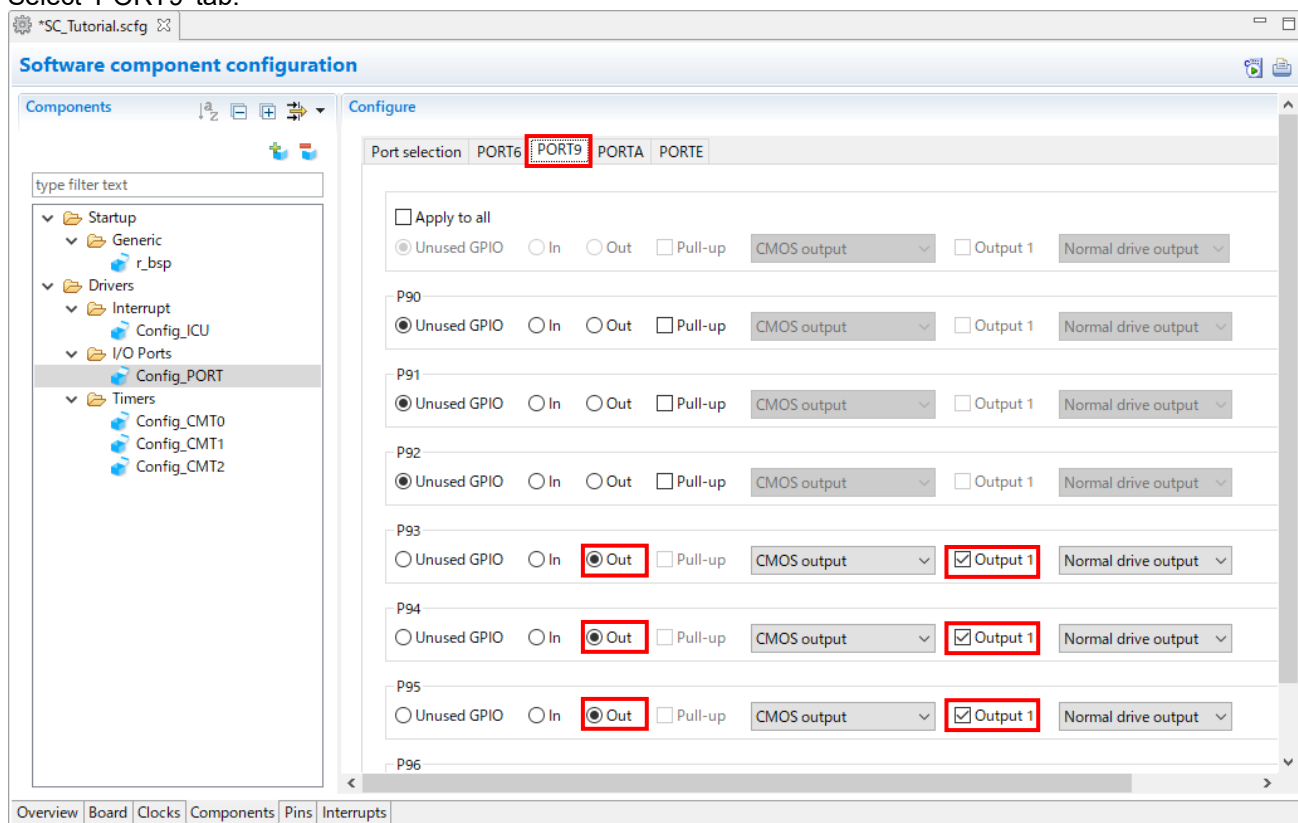 Select 'PORT9' tab.
*SC_Tutorial.scfg
Software component configuration
Components
Configure
type filter text
Startup
Generic
r_bsp
Drivers
Interrupt
Config_ICU
I/O Ports
Config_PORT
Timers
Config_CMT0
Config_CMT1
Config_CMT2
Port selection PORT6 PORT9 PORTA PORTE
Apply to all
Unused GPIO In Out Pull-up CMOS output Output 1 Normal drive output
P90
Unused GPIO In Out Pull-up CMOS output Output 1 Normal drive output
P91
Unused GPIO In Out Pull-up CMOS output Output 1 Normal drive output
P92
Unused GPIO In Out Pull-up CMOS output Output 1 Normal drive output
P93
Unused GPIO In Out Pull-up CMOS output Output 1 Normal drive output
P94
Unused GPIO In Out Pull-up CMOS output Output 1 Normal drive output
P95
Unused GPIO In Out Pull-up CMOS output Output 1 Normal drive output
P96
Overview Board Clocks Components Pins Interrupts